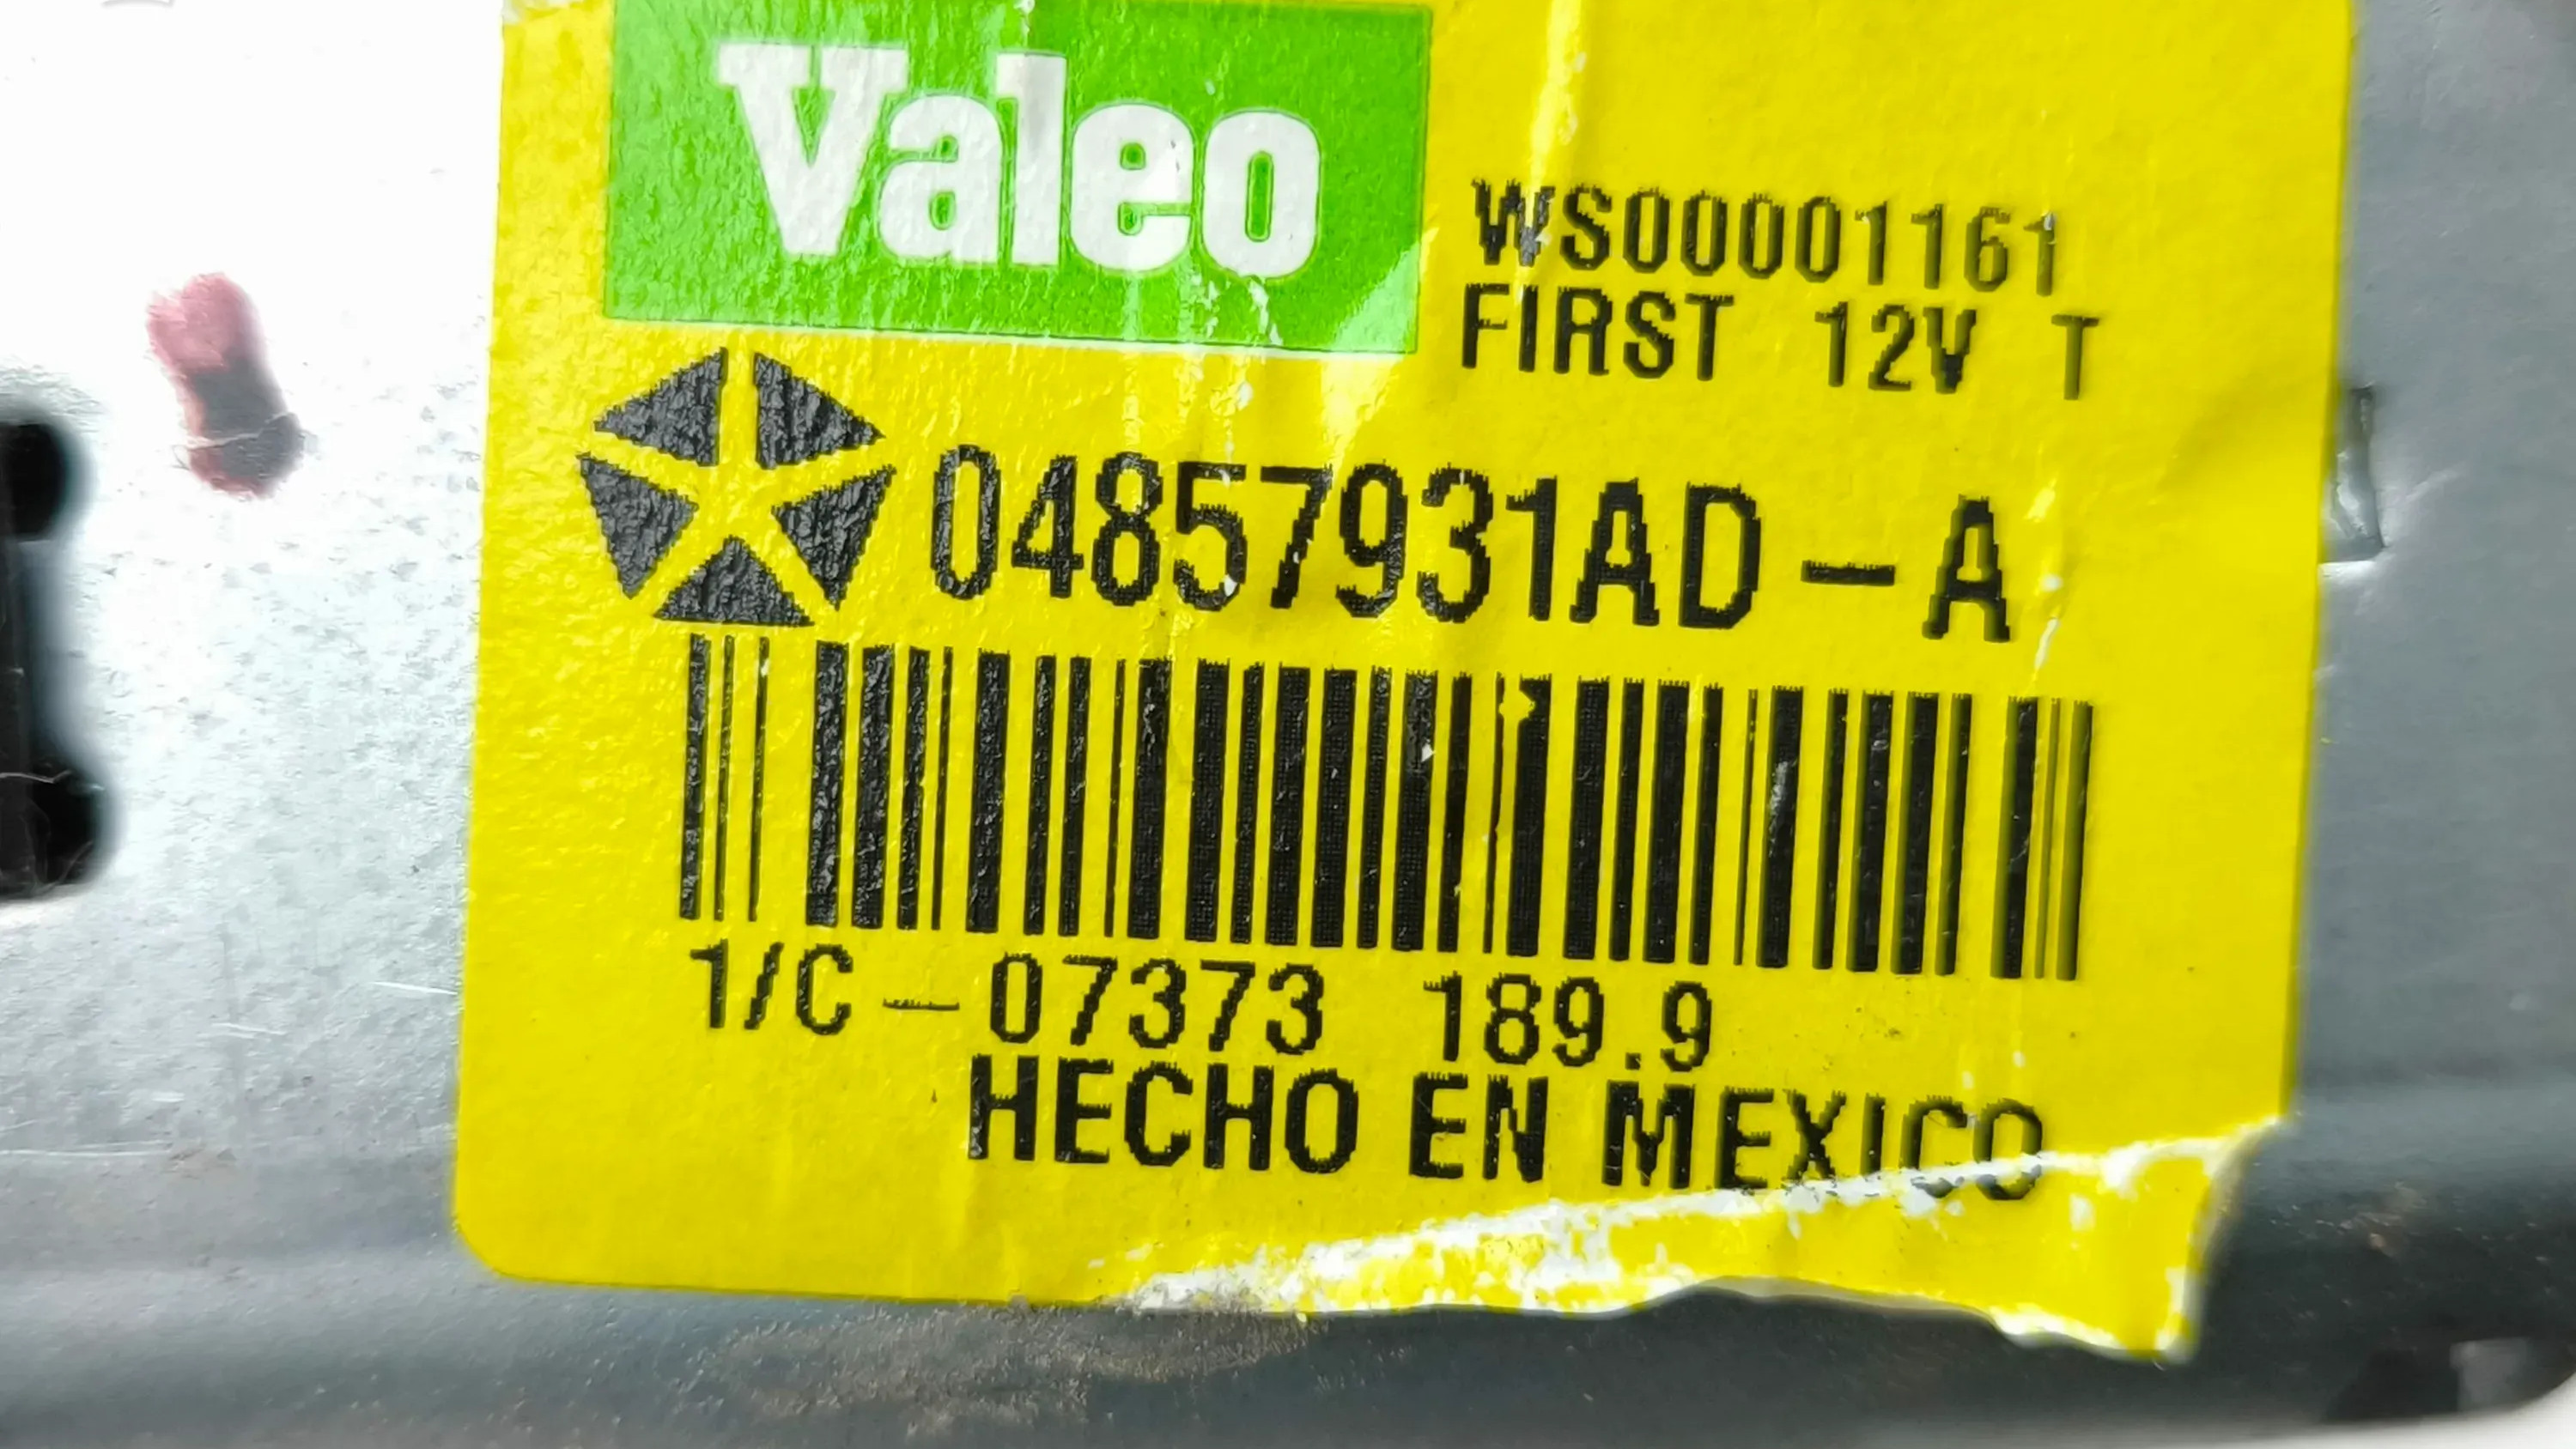 Valeo
WS00001161
FIRST 12V T
04857931AD-A
1/C - 07373 189.9
HECHO EN MEXICO